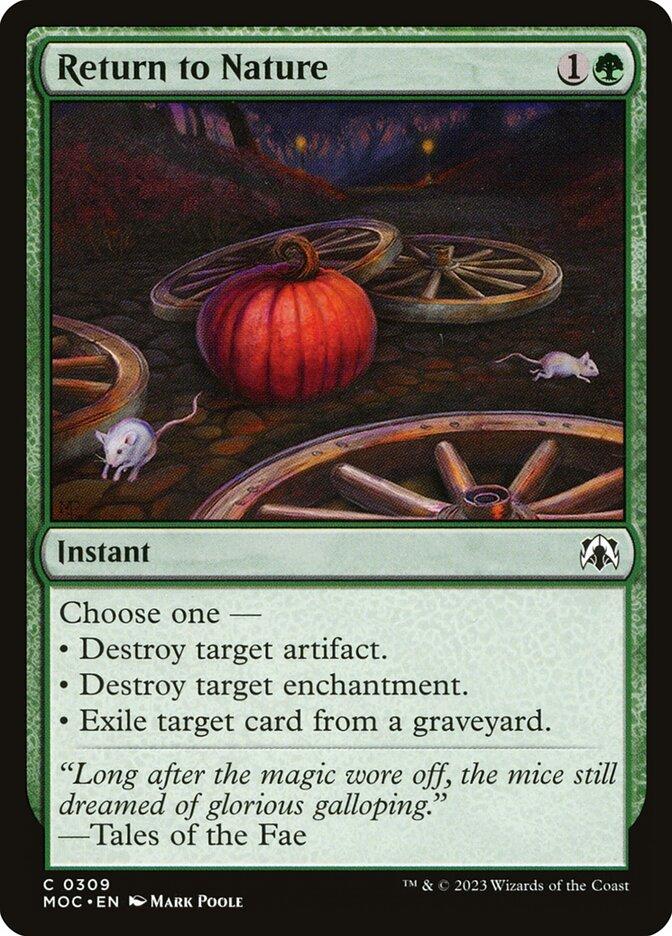 Return to Nature 1
Instant
Choose one —
• Destroy target artifact.
• Destroy target enchantment.
• Exile target card from a graveyard.
“Long after the magic wore off, the mice still
dreamed of glorious galloping.”
—Tales of the Fae
C 0309
MOC • EN Mark Poole
™ & © 2023 Wizards of the Coast